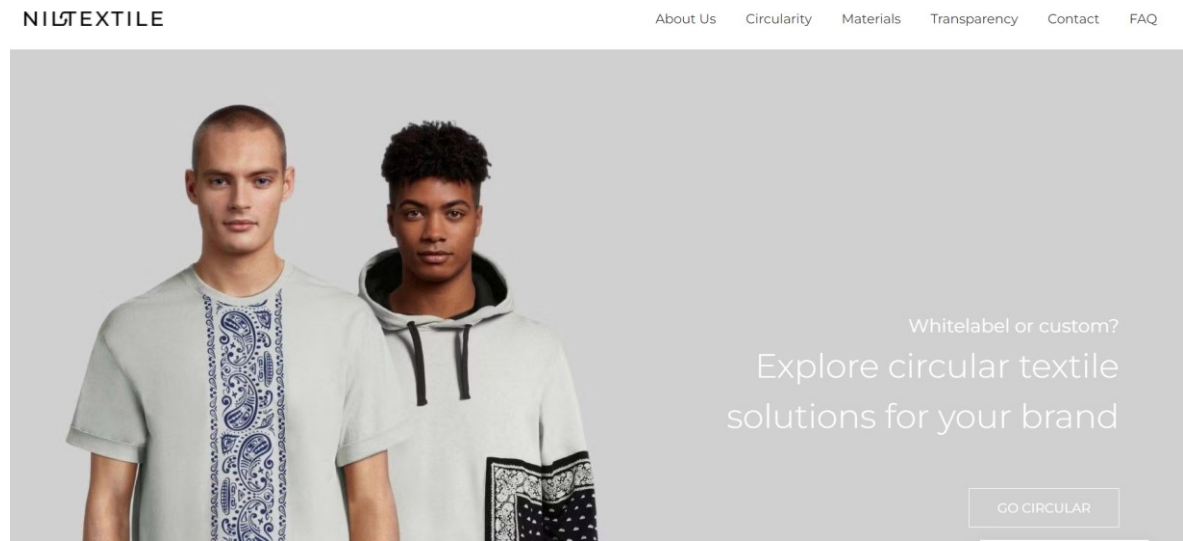 NILTEXTILE
About Us Circularity Materials Transparency Contact FAQ
Whitelabel or custom?
Explore circular textile
solutions for your brand
GO CIRCULAR